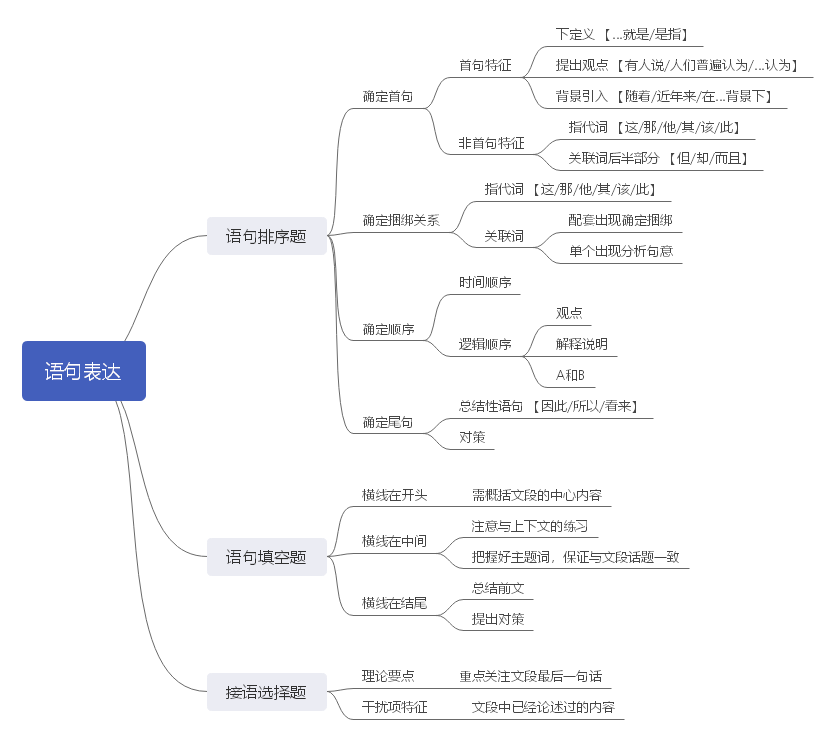 语句表达
语句排序题
确定首句
首句特征
下定义 【...就是/是指】
提出观点 【有人说/人们普遍认为/...认为】
背景引入 【随着/近年来/在...背景下】
非首句特征
指代词 【这/那/他/其/该/此】
关联词后半部分 【但/却/而且】
确定捆绑关系
指代词 【这/那/他/其/该/此】
关联词
配套出现确定捆绑
单个出现分析句意
确定顺序
时间顺序
逻辑顺序
观点
解释说明
A和B
确定尾句
总结性语句 【因此/所以/看来】
对策
语句填空题
横线在开头
需概括文段的中心内容
横线在中间
注意与上下文的练习
把握好主题词，保证与文段话题一致
横线在结尾
总结前文
提出对策
接语选择题
理论要点
重点关注文段最后一句话
干扰项特征
文段中已经论述过的内容